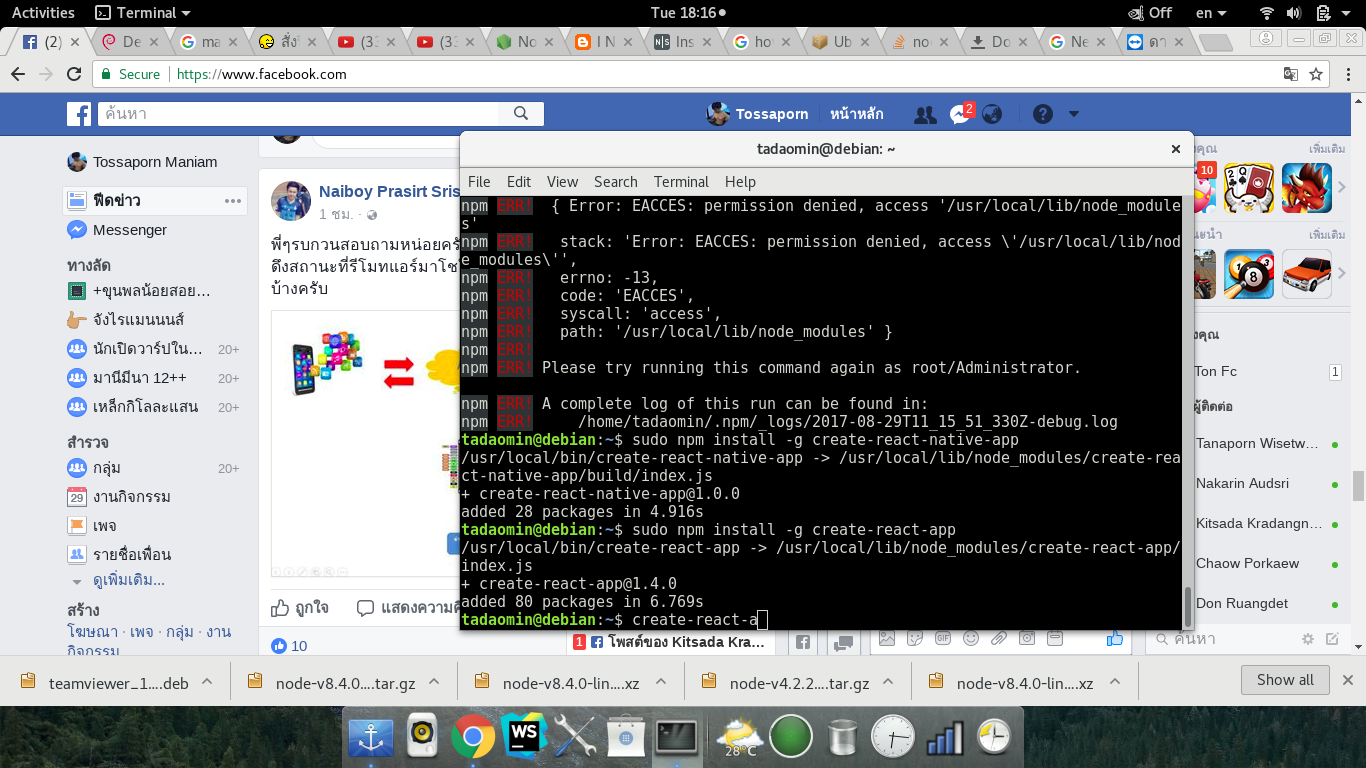 Activities
Terminal
Tue 18:16
Off
en
(2)
De
ma
สั่ง
(33
(33
No
I N
Ins
ho
Ub
no
Do
Ne
ดา
Secure
https://www.facebook.com
ค้นหา
Tossaporn
หน้าหลัก
2
Tossaporn Maniam
ฟีดข่าว
Messenger
ทางลัด
+ขุนพลน้อยสอย...
จังไรแมนนนส์
นักเปิดวาร์ปใน... 20+
มานีมีนา 12++ 20+
เหล็กกิโลละแสน 20+
สำรวจ
กลุ่ม 20+
29
งานกิจกรรม
เพจ
รายชื่อเพื่อน
ดูเพิ่มเติม...
สร้าง
โฆษณา · เพจ · กลุ่ม · งาน
กิจกรรม
Naiboy Prasirt Sris
1 ชม. ·
พี่ๆรบกวนสอบถามหน่อยครั
ดึงสถานะที่รีโมทแอร์มาโช
บ้างครับ
ถูกใจ
แสดงความคิ
10
tadaomin@debian: ~
File Edit View Search Terminal Help
npm ERR! { Error: EACCES: permission denied, access '/usr/local/lib/node_module
s'
npm ERR! stack: 'Error: EACCES: permission denied, access \'/usr/local/lib/nod
e_modules\'',
npm ERR! errno: -13,
npm ERR! code: 'EACCES',
npm ERR! syscall: 'access',
npm ERR! path: '/usr/local/lib/node_modules' }
npm ERR!
npm ERR! Please try running this command again as root/Administrator.
npm ERR! A complete log of this run can be found in:
npm ERR! /home/tadaomin/.npm/_logs/2017-08-29T11_15_51_330Z-debug.log
tadaomin@debian:~$ sudo npm install -g create-react-native-app
/usr/local/bin/create-react-native-app -> /usr/local/lib/node_modules/create-rea
ct-native-app/build/index.js
+ create-react-native-app@1.0.0
added 28 packages in 4.916s
tadaomin@debian:~$ sudo npm install -g create-react-app
/usr/local/bin/create-react-app -> /usr/local/lib/node_modules/create-react-app/
index.js
+ create-react-app@1.4.0
added 80 packages in 6.769s
tadaomin@debian:~$ create-react-a
1 โพสต์ของ Kitsada Kra...
งคุณ
เพิ่มเติม
10
ะนำ
เพิ่มเติม
8
งคุณ
Ton Fc 1
ผู้ติดต่อ
Tanaporn Wisetw...
Nakarin Audsri
Kitsada Kradangn...
Chaow Porkaew
Don Ruangdet
GIF
ค้นหา
teamviewer_1....deb
node-v8.4.0....tar.gz
node-v8.4.0-lin....xz
node-v4.2.2....tar.gz
node-v8.4.0-lin....xz
Show all
WS
28°C